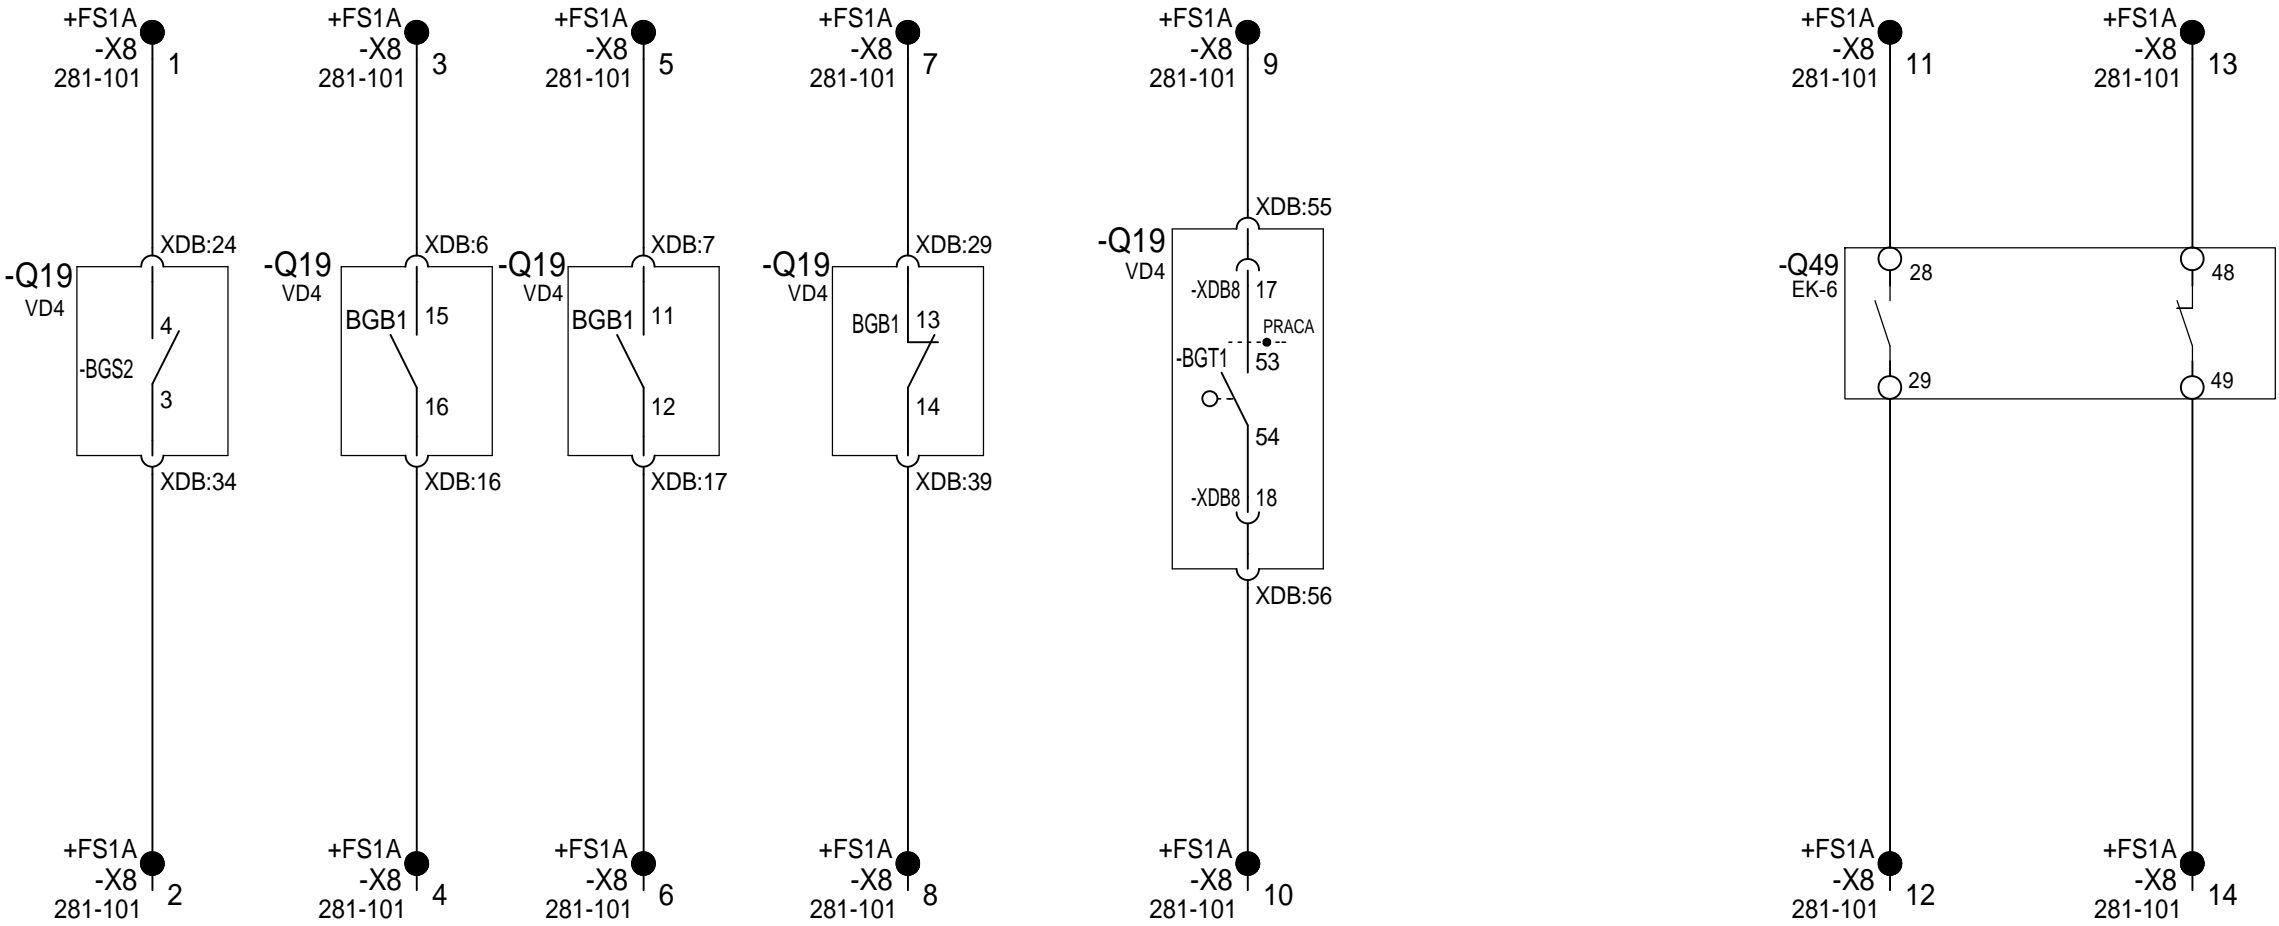 +FS1A
-X8
281-101
1
+FS1A
-X8
281-101
3
+FS1A
-X8
281-101
5
+FS1A
-X8
281-101
7
+FS1A
-X8
281-101
9
+FS1A
-X8
281-101
11
+FS1A
-X8
281-101
13
XDB:24
-Q19
VD4
4
-BGS2
3
XDB:34
XDB:6
-Q19
VD4
BGB1
15
16
XDB:16
XDB:7
-Q19
VD4
BGB1
11
12
XDB:17
XDB:29
-Q19
VD4
BGB1
13
14
XDB:39
XDB:55
-Q19
VD4
-XDB8
17
PRACA
-BGT1
53
54
-XDB8
18
XDB:56
-Q49
EK-6
28
29
48
49
+FS1A
-X8
281-101
2
+FS1A
-X8
281-101
4
+FS1A
-X8
281-101
6
+FS1A
-X8
281-101
8
+FS1A
-X8
281-101
10
+FS1A
-X8
281-101
12
+FS1A
-X8
281-101
14